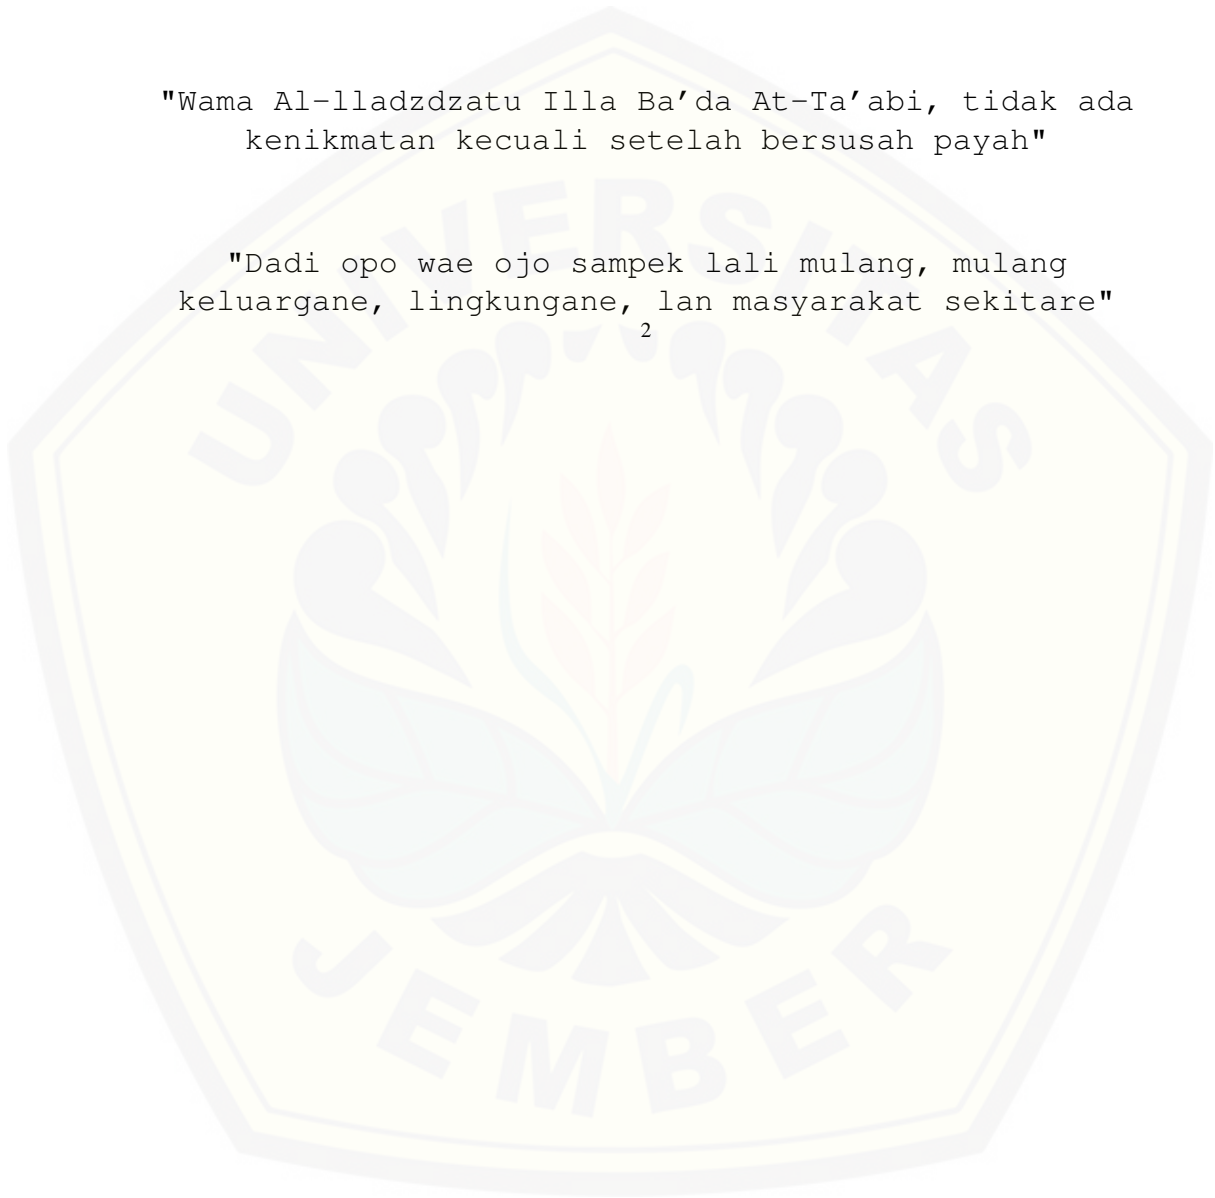 "Wama Al-lladzdzatu Illa Ba'da At-Ta'abi, tidak ada
kenikmatan kecuali setelah bersusah payah"
"Dadi opo wae ojo sampek lali mulang, mulang
keluargane, lingkungane, lan masyarakat sekitare"
2
UNIVERSITAS
JEMBER